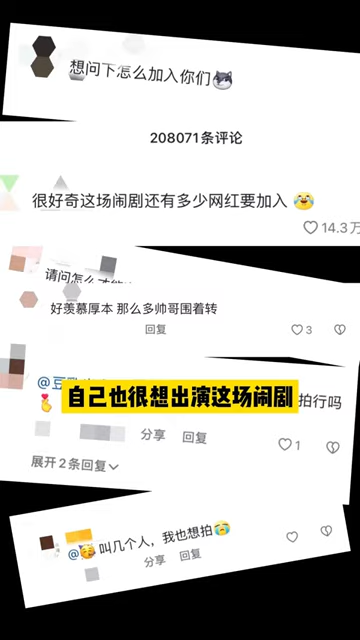 想问下怎么加入你们
208071条评论
很好奇这场闹剧还有多少网红要加入
14.3万
请问怎么才能
好羡慕厚本 那么多帅哥围着转
回复
3
@豆
自己也很想出演这场闹剧
拍行吗
分享 回复
1
展开2条回复
@ 叫几个人，我也想拍
分享 回复